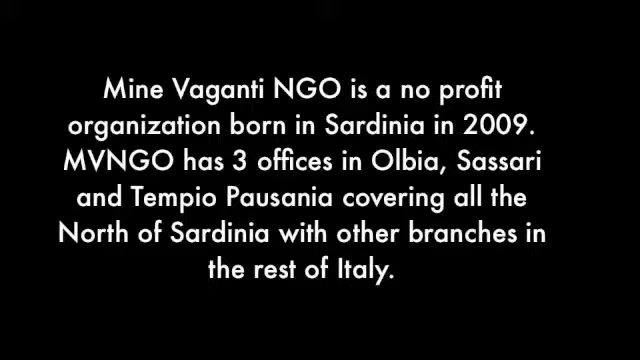 Mine Vaganti NGO is a no profit
organization born in Sardinia in 2009.
MVNGO has 3 offices in Olbia, Sassari
and Tempio Pausania covering all the
North of Sardinia with other branches in
the rest of Italy.